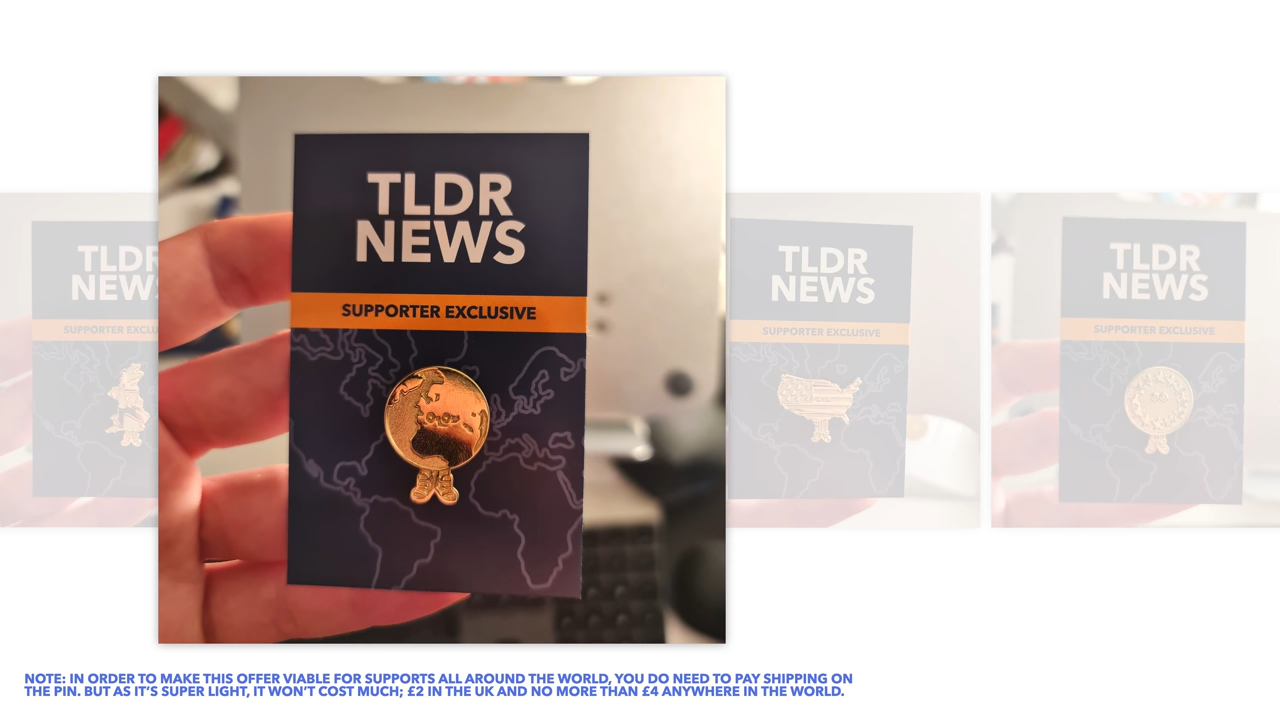 TLDR
NEWS
SUPPORTER EXCLUSIVE
TLDR
NEWS
SUPPORTER EXCLUSIVE
TLDR
NEWS
SUPPORTER EXCLUSIVE
TLDR
NEWS
SUPPORTER
NOTE: IN ORDER TO MAKE THIS OFFER VIABLE FOR SUPPORTS ALL AROUND THE WORLD, YOU DO NEED TO PAY SHIPPING ON
THE PIN. BUT AS IT'S SUPER LIGHT, IT WON'T COST MUCH; £2 IN THE UK AND NO MORE THAN £4 ANYWHERE IN THE WORLD.